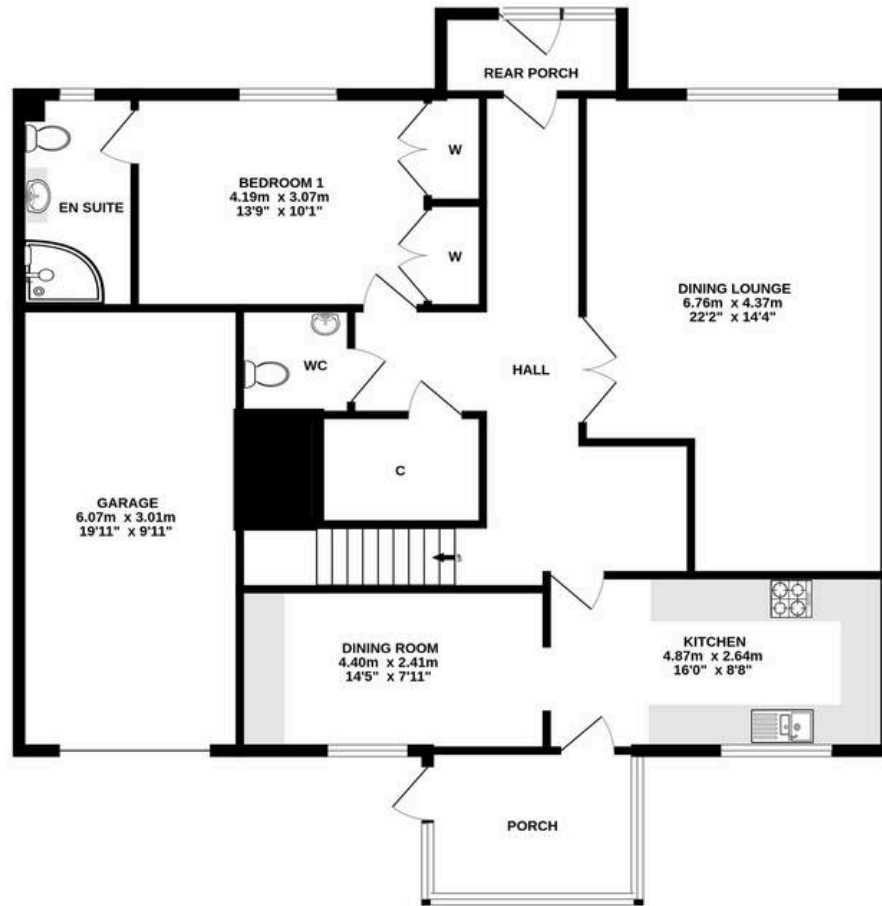 REAR PORCH
W
BEDROOM 1
4.19m x 3.07m
13'9" x 10'1"
EN SUITE
W
DINING LOUNGE
6.76m x 4.37m
22'2" x 14'4"
WC
HALL
C
GARAGE
6.07m x 3.01m
19'11" x 9'11"
DINING ROOM
4.40m x 2.41m
14'5" x 7'11"
KITCHEN
4.87m x 2.64m
16'0" x 8'8"
PORCH